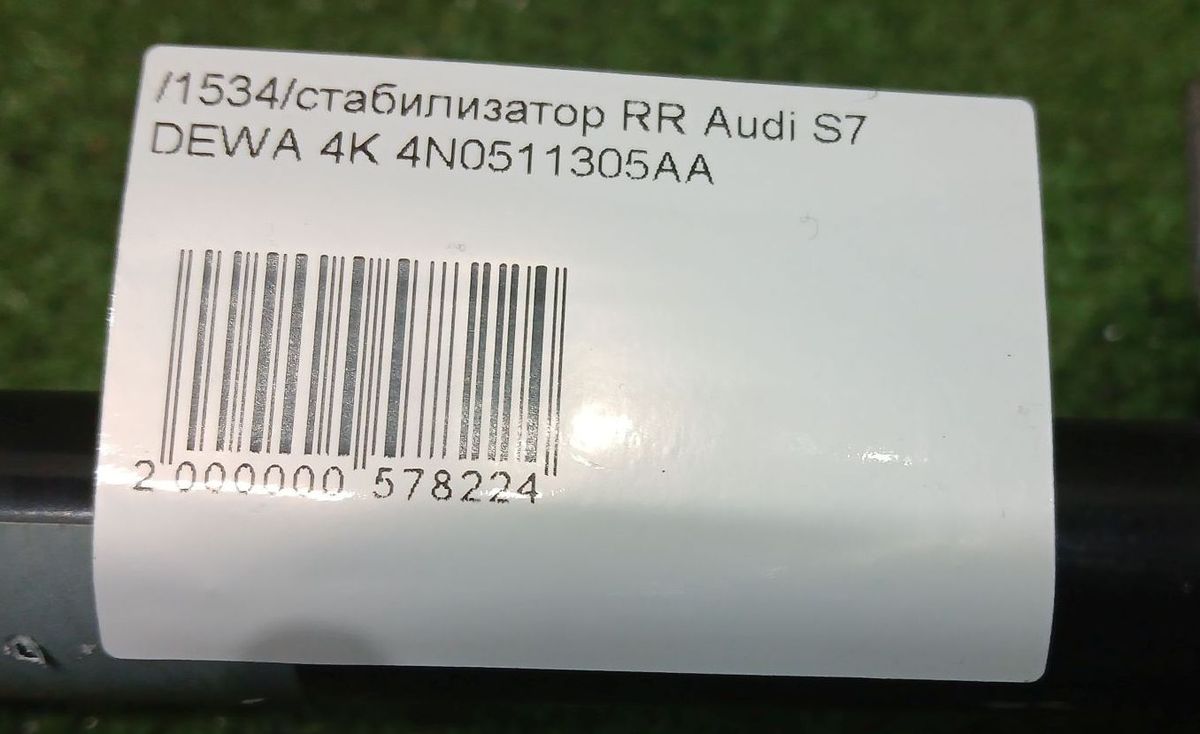 /1534/стабилизатор RR Audi S7
DEWA 4K 4N0511305AA
2 000000 578224